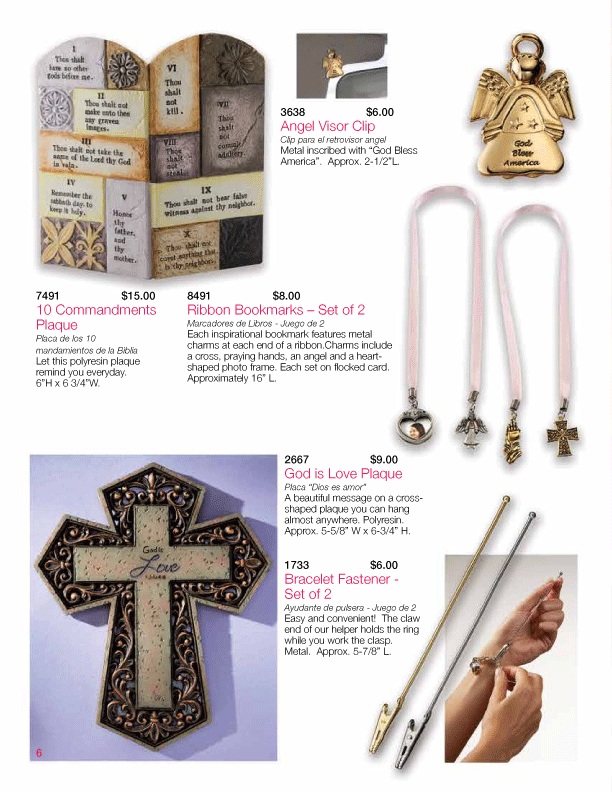 I
Thou shalt
have no other
gods before me.
II
Thou shalt not
make unto thee
any graven
images.
III
Thou shalt not take the
name of the Lord thy God
in vain.
IV
Remember the
sabbath day, to
keep it holy.
V
Honor
thy
father,
and
thy
mother.
VI
Thou
shalt
not
kill.
VII
Thou
shalt
not
commit
adultery.
VIII
Thou
shalt
not
steal.
IX
Thou shalt not bear false
witness against thy neighbor.
X
Thou shalt not
covet anything that
is thy neighbor's.
3638 $6.00
Angel Visor Clip
Clip para el retrovisor angel
Metal inscribed with “God Bless
America”. Approx. 2-1/2”L.
God
Bless
America
7491 $15.00
10 Commandments
Plaque
Placa de los 10
mandamientos de la Biblia
Let this polyresin plaque
remind you everyday.
6”H x 6 3/4”W.
8491 $8.00
Ribbon Bookmarks – Set of 2
Marcadores de Libros - Juego de 2
Each inspirational bookmark features metal
charms at each end of a ribbon.Charms include
a cross, praying hands, an angel and a heart-
shaped photo frame. Each set on flocked card.
Approximately 16” L.
2667 $9.00
God is Love Plaque
Placa “Dios es amor”
A beautiful message on a cross-
shaped plaque you can hang
almost anywhere. Polyresin.
Approx. 5-5/8” W x 6-3/4” H.
God is
Love
1733 $6.00
Bracelet Fastener -
Set of 2
Ayudante de pulsera - Juego de 2
Easy and convenient! The claw
end of our helper holds the ring
while you work the clasp.
Metal. Approx. 5-7/8” L.
6